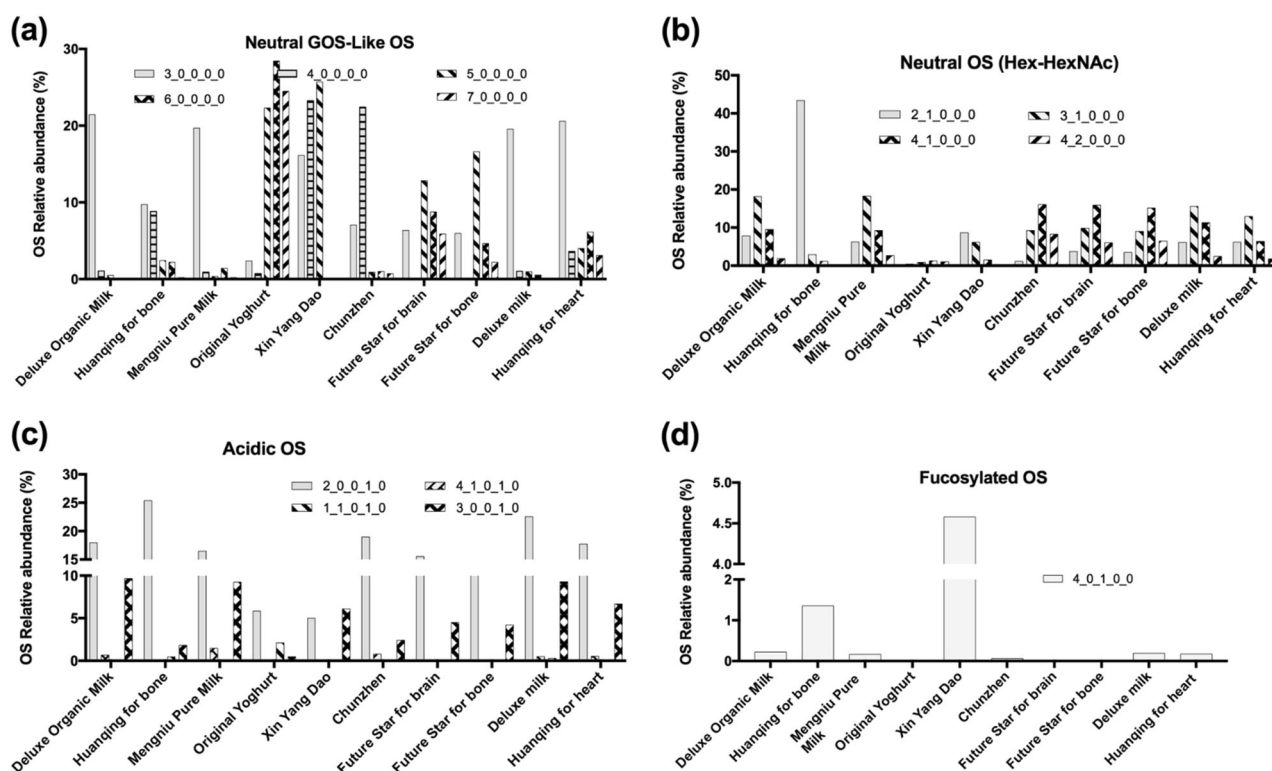 (a)
Neutral GOS-Like OS
3_0_0_0_0
4_0_0_0_0
5_0_0_0_0
6_0_0_0_0
7_0_0_0_0
OS Relative abundance (%)
30
20
10
0
Deluxe Organic Milk
Huanqing for bone
Mengniu Pure Milk
Original Yoghurt
Xin Yang Dao
Chunzhen
Future Star for brain
Future Star for bone
Deluxe milk
Huanqing for heart
(b)
Neutral OS (Hex-HexNAc)
2_1_0_0_0
3_1_0_0_0
4_1_0_0_0
4_2_0_0_0
OS Relative abundance (%)
50
40
30
20
10
0
Deluxe Organic Milk
Huanqing for bone
Mengniu Pure
Milk
Original Yoghurt
Xin Yang Dao
Chunzhen
Future Star for brain
Future Star for bone
Deluxe milk
Huanqing for heart
(c)
Acidic OS
2_0_0_1_0
4_1_0_1_0
1_1_0_1_0
3_0_0_1_0
OS Relative abundance (%)
30
25
20
15
10
5
0
Deluxe Organic Milk
Huanqing for bone
Mengniu Pure Milk
Original Yoghurt
Xin Yang Dao
Chunzhen
Future Star for brain
Future Star for bone
Deluxe milk
Huanqing for heart
(d)
Fucosylated OS
4_0_1_0_0
OS Relative abundance (%)
5.0
4.5
4.0
2
1
0
Deluxe Organic Milk
Huanqing for bone
Mengniu Pure
Milk
Original Yoghurt
Xin Yang Dao
Chunzhen
Future Star for brain
Future Star for bone
Deluxe milk
Huanqing for heart